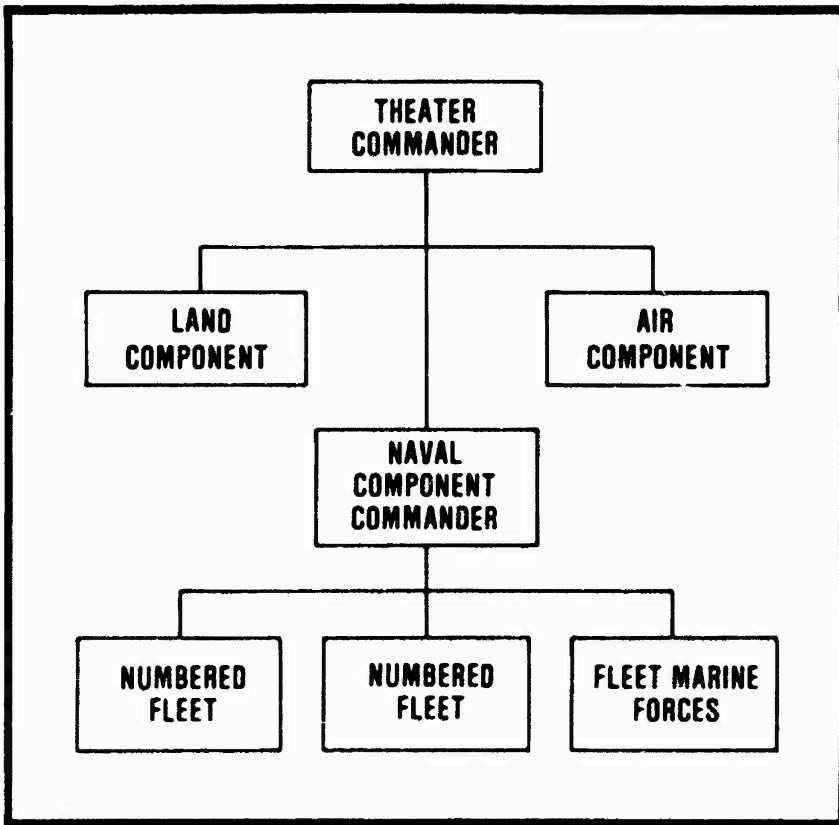 THEATER
COMMANDER
LAND
COMPONENT
AIR
COMPONENT
NAVAL
COMPONENT
COMMANDER
NUMBERED
FLEET
NUMBERED
FLEET
FLEET MARINE
FORCES